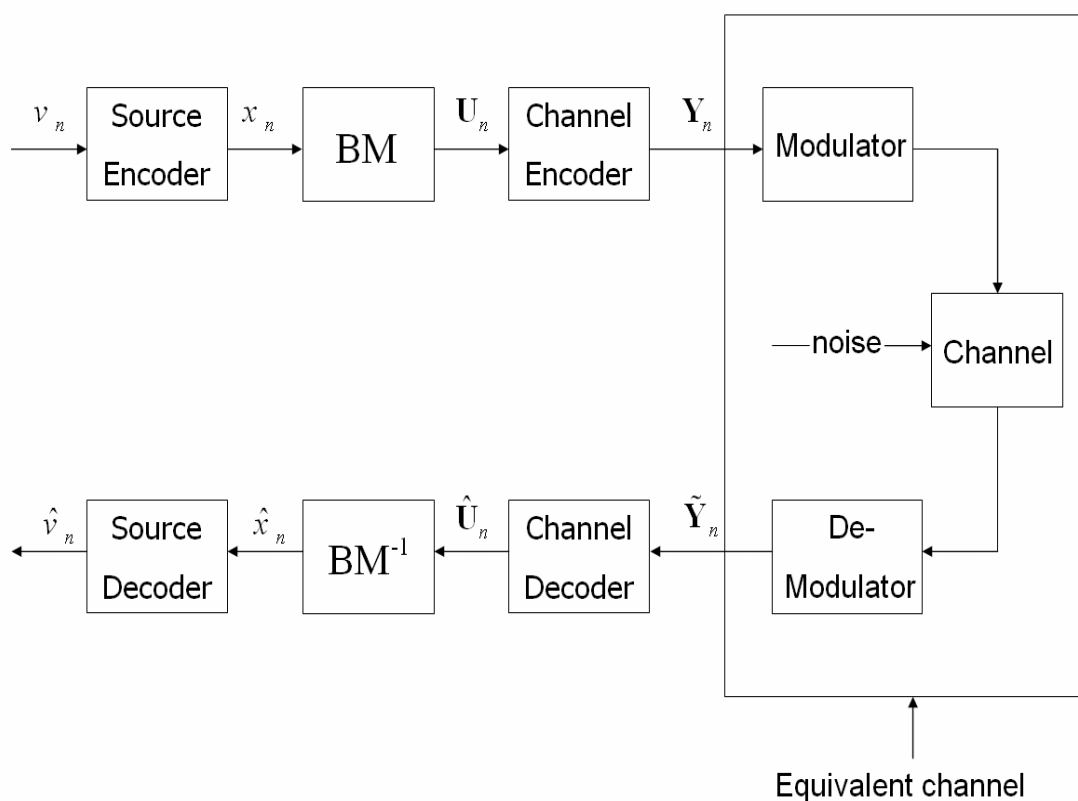 v_n
Source
Encoder
x_n
BM
U_n
Channel
Encoder
Y_n
Modulator
noise
Channel
v̂_n
Source
Decoder
x̂_n
BM⁻¹
Û_n
Channel
Decoder
Ỹ_n
De-
Modulator
Equivalent channel